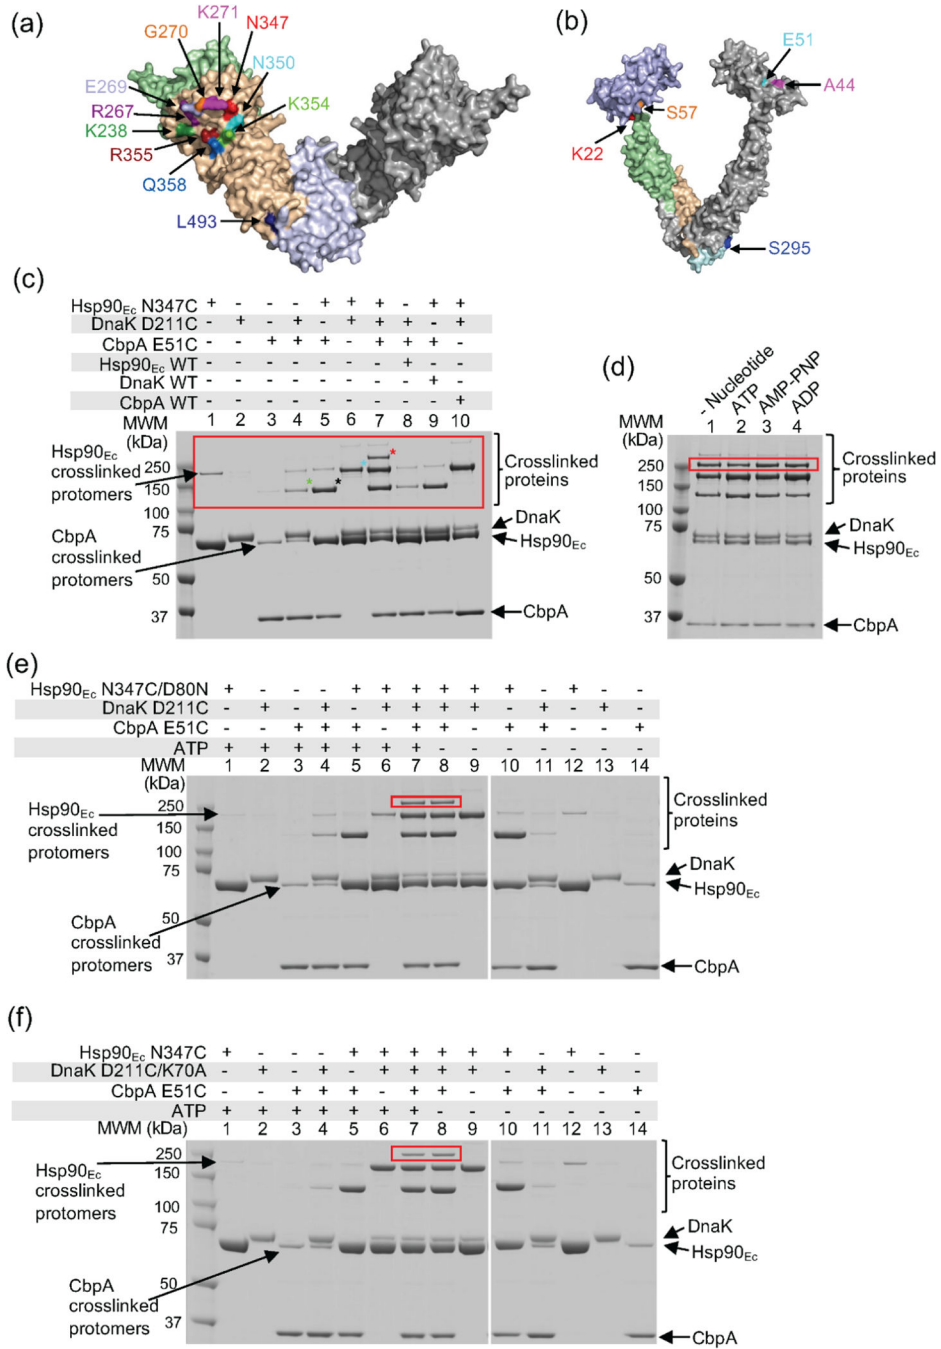 (a)
K271
G270
N347
E269
N350
R267
K354
K238
R355
Q358
L493
(b)
E51
A44
S57
K22
S295
(c)
Hsp90Ec N347C + - - - + + + - + +
DnaK D211C - + - + - + + + - +
CbpA E51C - - + + + - + + + -
Hsp90Ec WT - - - - - - - + - -
DnaK WT - - - - - - - - + -
CbpA WT - - - - - - - - - +
MWM 1 2 3 4 5 6 7 8 9 10
(kDa)
250
150
100
75
50
37
Hsp90Ec
crosslinked
protomers
CbpA
crosslinked
protomers
* * * *
Crosslinked
proteins
DnaK
Hsp90Ec
CbpA
(d)
- Nucleotide
ATP
AMP-PNP
ADP
MWM 1 2 3 4
(kDa)
250
150
100
75
50
37
Crosslinked
proteins
DnaK
Hsp90Ec
CbpA
(e)
Hsp90Ec N347C/D80N + - - - + + + + + + - + - -
DnaK D211C - + - + - + + + + - + - + -
CbpA E51C - - + + + - + + - + + - - +
ATP + + + + + + + - - - - - - -
MWM 1 2 3 4 5 6 7 8 9 10 11 12 13 14
(kDa)
250
150
100
75
50
37
Hsp90Ec
crosslinked
protomers
CbpA
crosslinked
protomers
Crosslinked
proteins
DnaK
Hsp90Ec
CbpA
(f)
Hsp90Ec N347C + - - - + + + + + + - + - -
DnaK D211C/K70A - + - + - + + + + - + - + -
CbpA E51C - - + + + - + + - + + - - +
ATP + + + + + + + - - - - - - -
MWM (kDa) 1 2 3 4 5 6 7 8 9 10 11 12 13 14
250
150
100
75
50
37
Hsp90Ec
crosslinked
protomers
CbpA
crosslinked
protomers
Crosslinked
proteins
DnaK
Hsp90Ec
CbpA